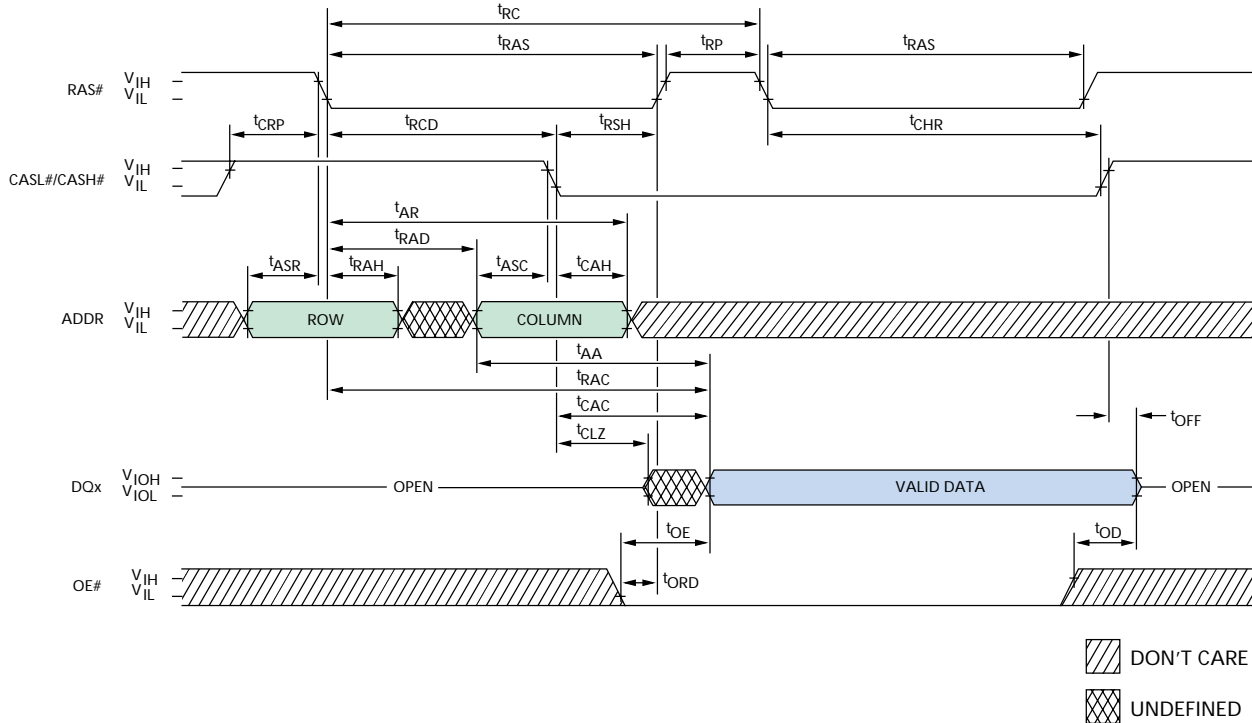 tRC
tRAS tRP tRAS
RAS# VIH
VIL
tCRP tRCD tRSH tCHR
CASL#/CASH# VIH
VIL
tAR
tRAD
tASR tRAH tASC tCAH
ADDR VIH
VIL
ROW COLUMN
tAA
tRAC
tCAC
tOFF
tCLZ
DQx VIOH
VIOL
OPEN VALID DATA OPEN
tOE tOD
OE# VIH
VIL
tORD
DON'T CARE
UNDEFINED